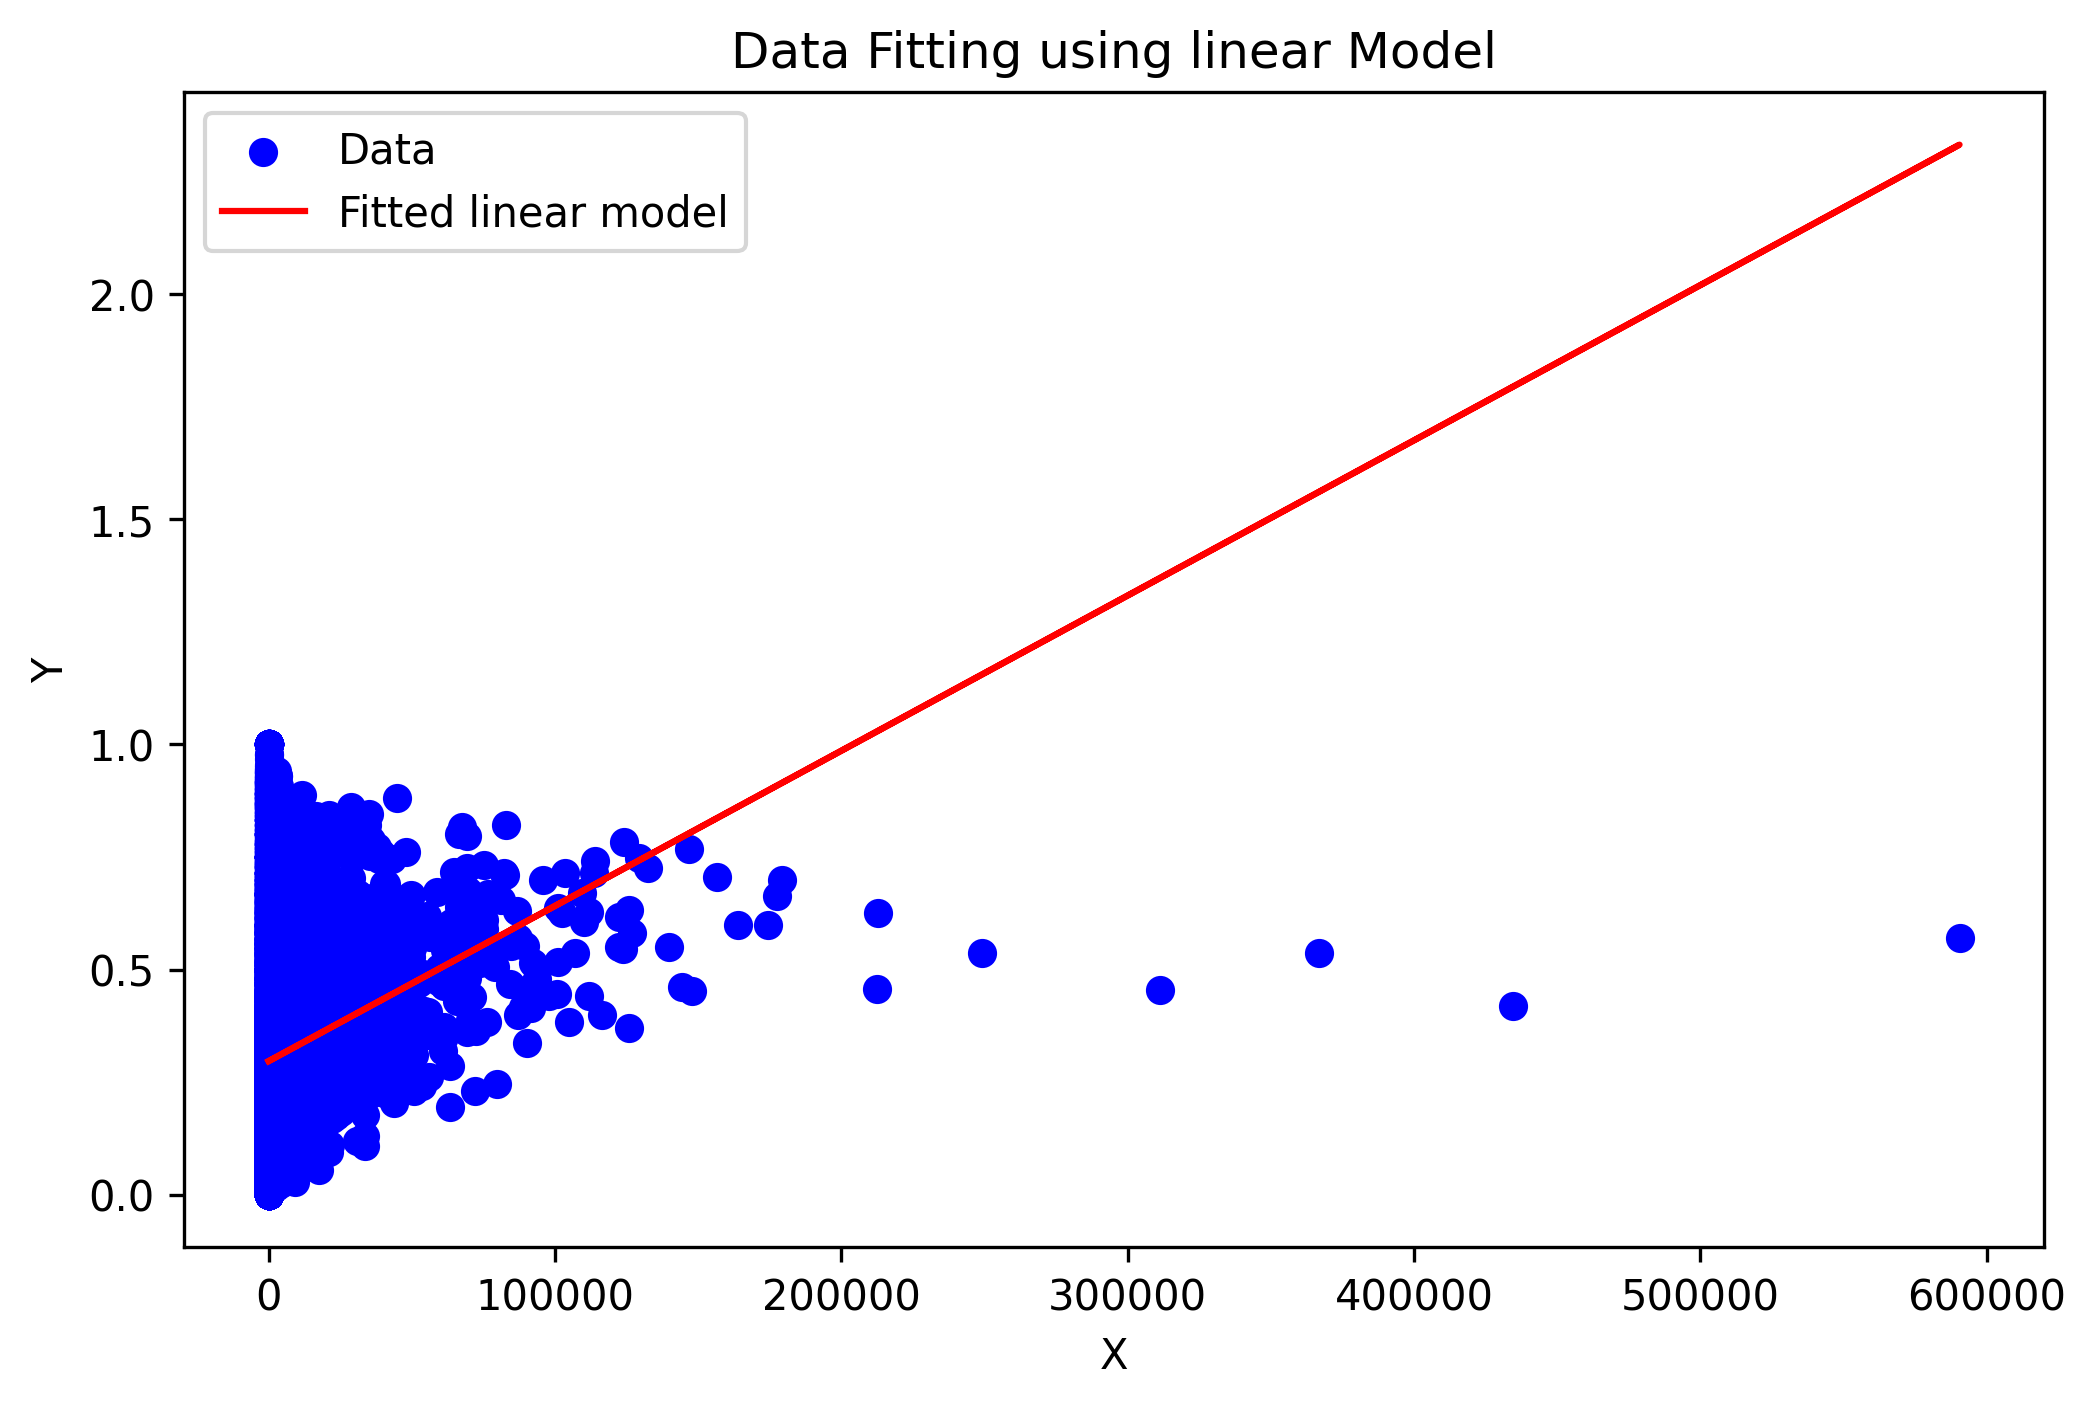 Data Fitting using linear Model
Data
Fitted linear model
2.0
1.5
1.0
0.5
0.0
Y
0 100000 200000 300000 400000 500000 600000
X